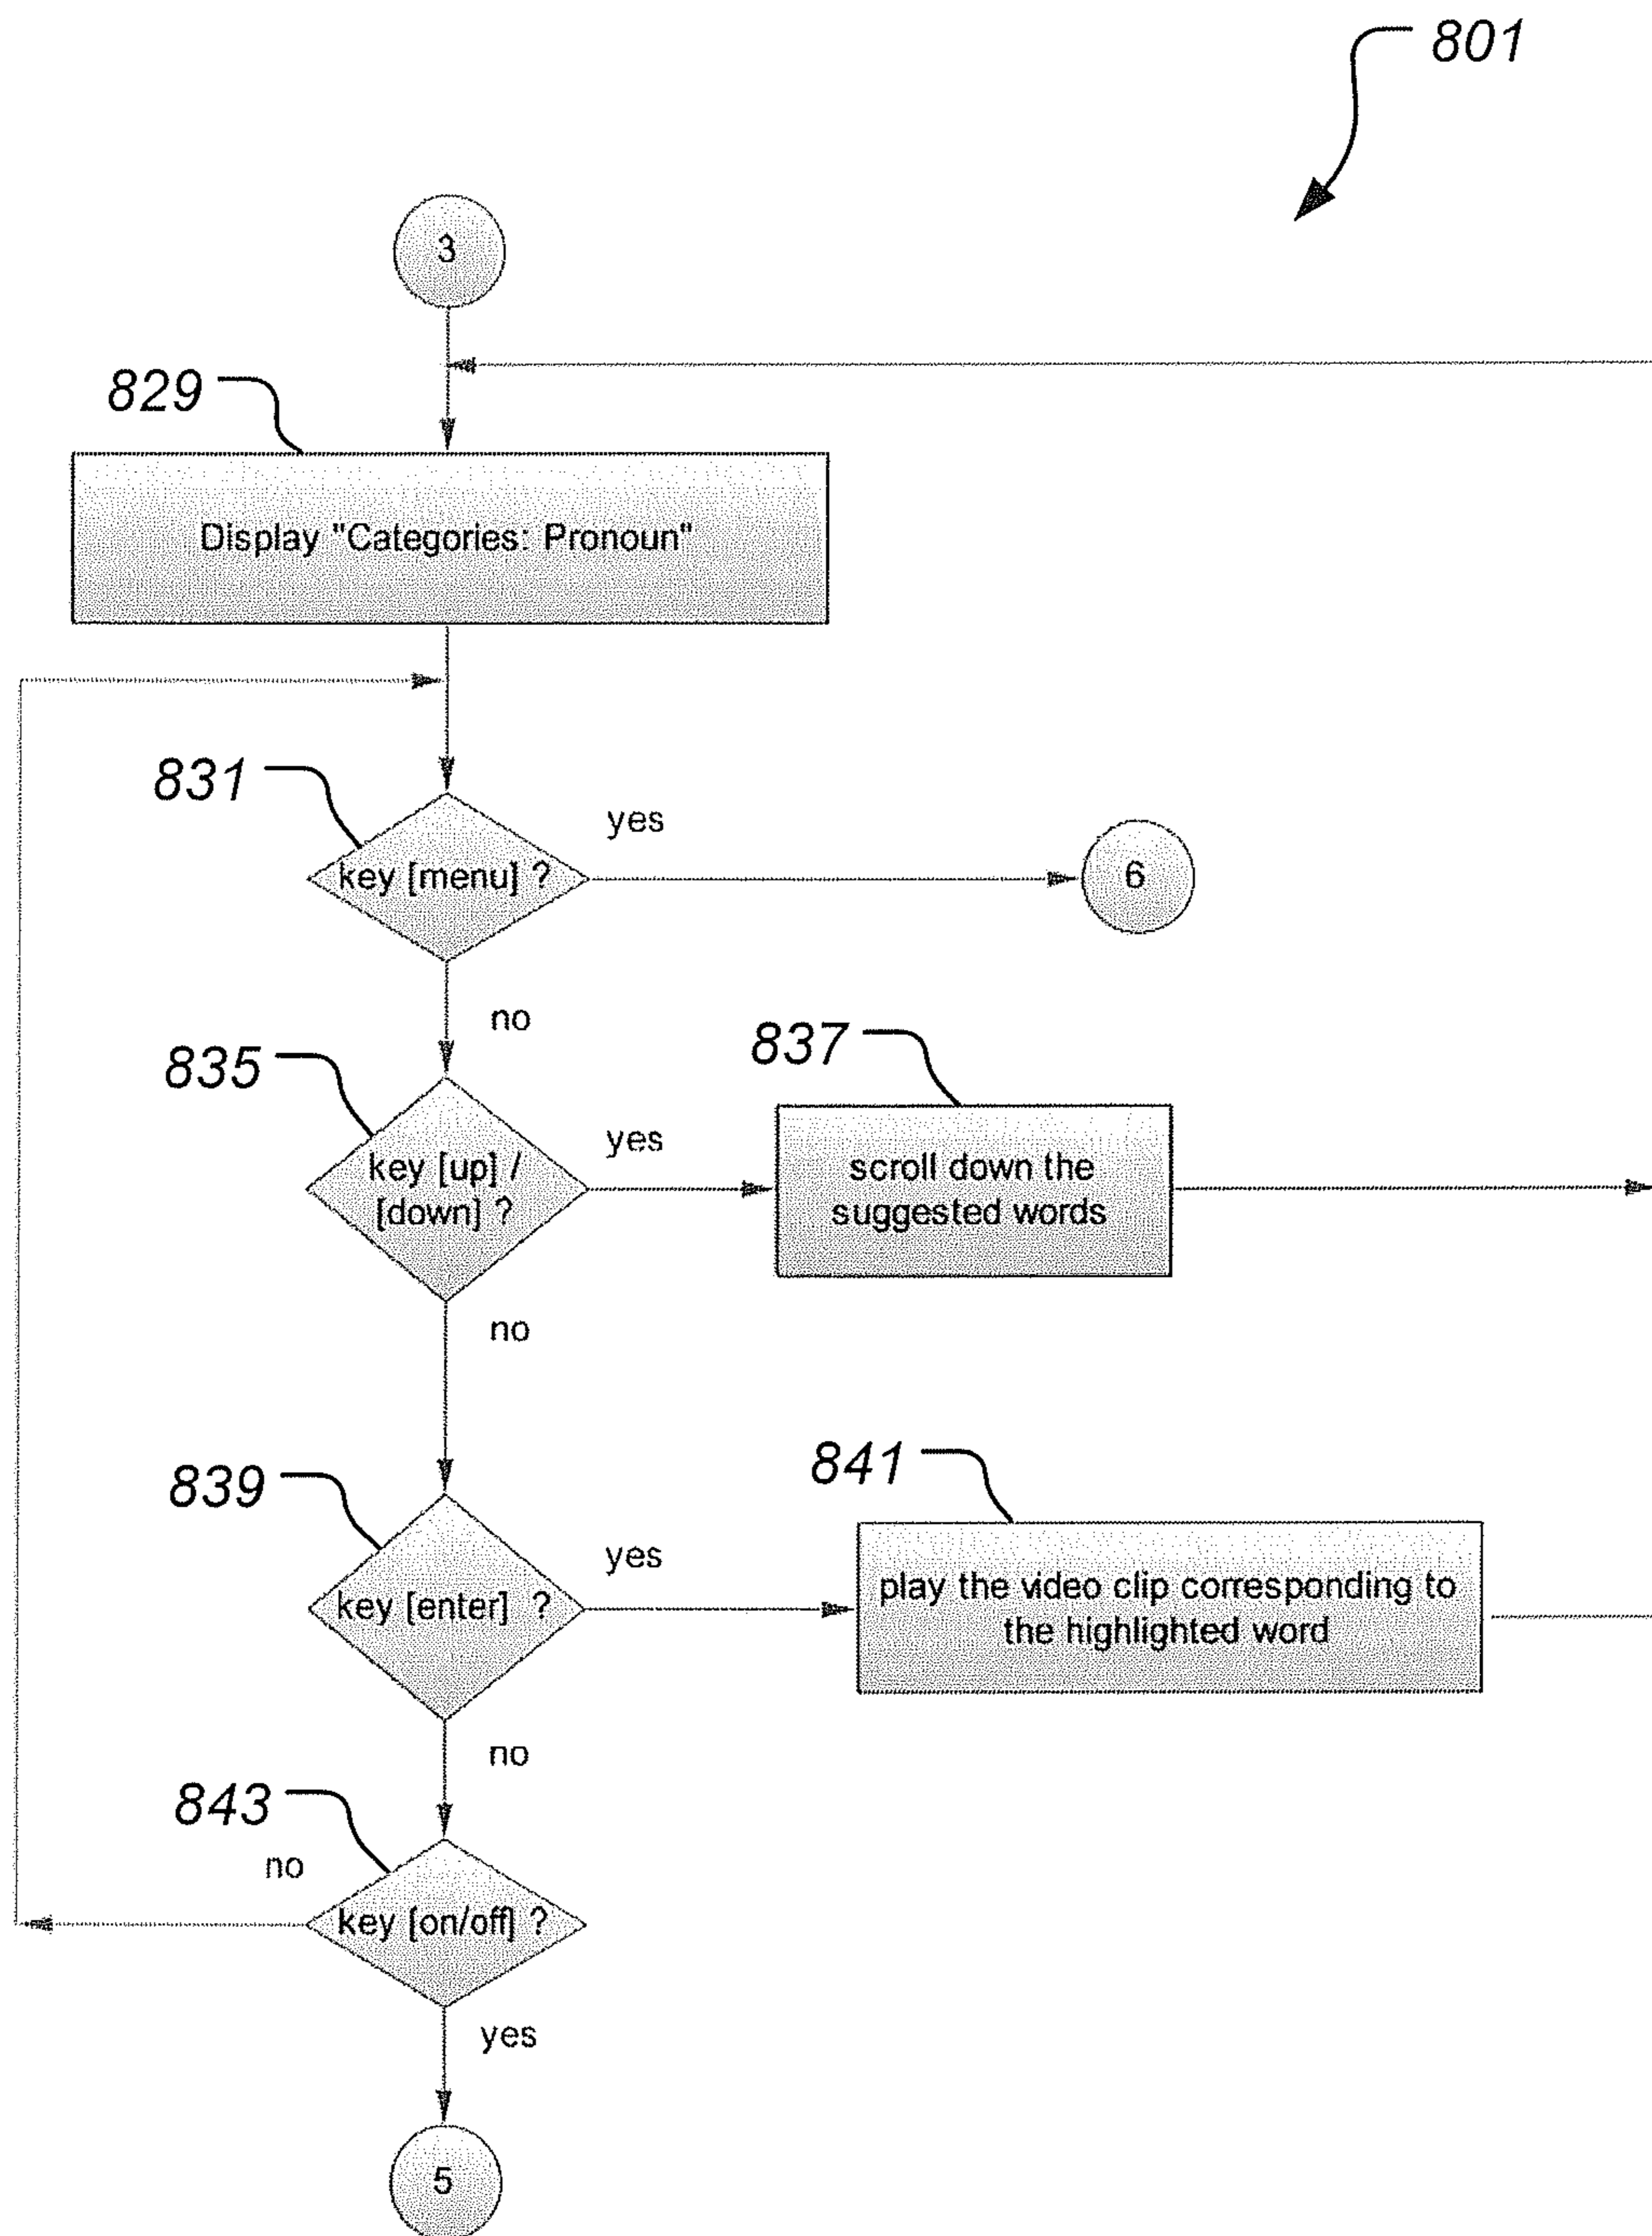 801
3
829
Display "Categories: Pronoun"
831
key [menu] ?
yes
6
no
835
key [up] /
[down] ?
yes
837
scroll down the
suggested words
no
839
key [enter] ?
yes
841
play the video clip corresponding to
the highlighted word
no
843
no
key [on/off] ?
yes
5